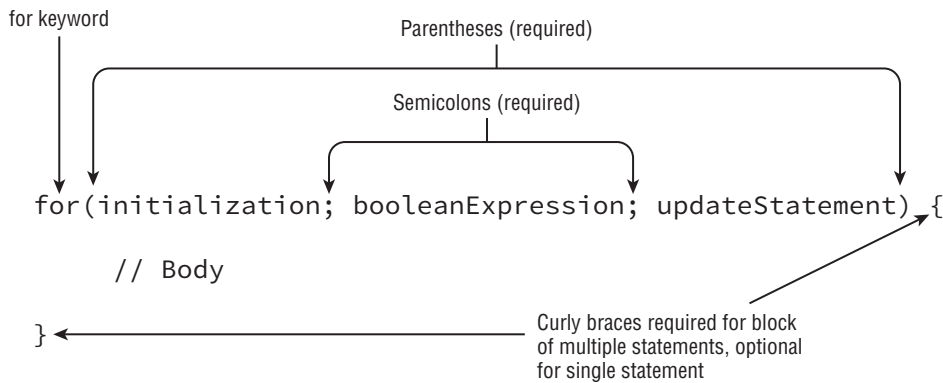 for keyword
Parentheses (required)
Semicolons (required)
for(initialization; booleanExpression; updateStatement) {
// Body
}
Curly braces required for block
of multiple statements, optional
for single statement